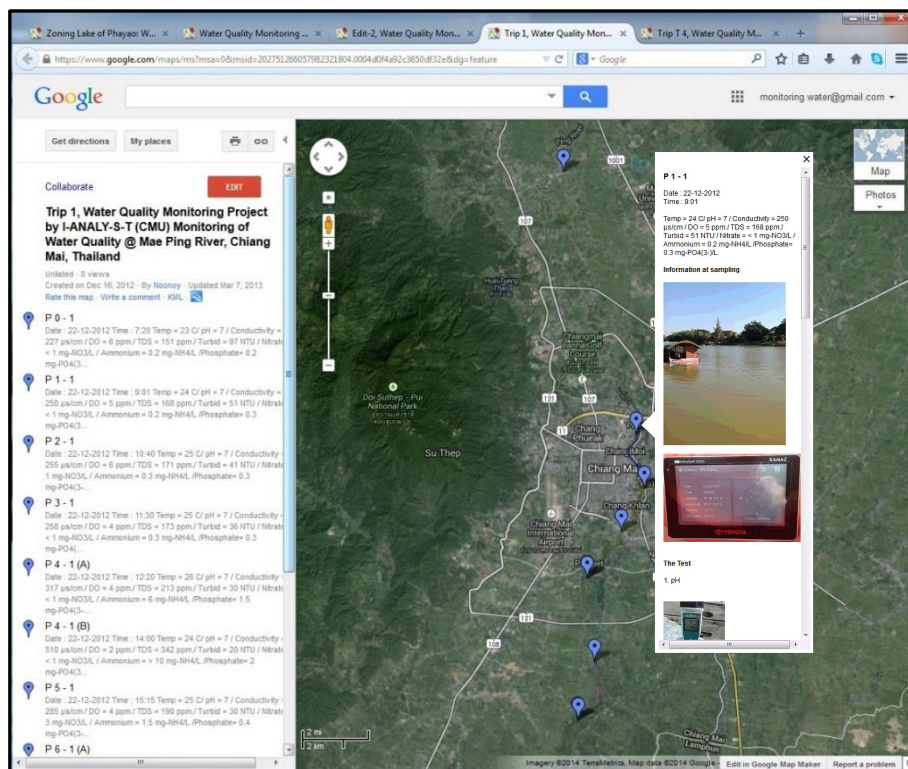 Zoning Lake of Phayao: W...
Water Quality Monitoring ...
Edit-2, Water Quality Mon...
Trip 1, Water Quality Mon...
Trip T 4, Water Quality M...
https://www.google.com/maps/ms?msa=0&msid=202751266057982321804.0004d0f4a92c3650df32e&dg=feature
Google
Google
monitoring.water@gmail.com
Get directions
My places
Collaborate
EDIT
Trip 1, Water Quality Monitoring Project
by I-ANALY-S-T (CMU) Monitoring of
Water Quality @ Mae Ping River, Chiang
Mai, Thailand
Unlisted · 0 views
Created on Dec 16, 2012 · By Noonoy · Updated Mar 7, 2013
Rate this map · Write a comment · KML
P 0 - 1
Date : 22-12-2012 Time : 7:20 Temp = 23 C/ pH = 7 / Conductivity =
227 µs/cm / DO = 6 ppm./ TDS = 151 ppm./ Turbid = 97 NTU / Nitrate
< 1 mg-NO3/L / Ammonium = 0.2 mg-NH4/L /Phosphate= 0.2
mg-PO4(3...
P 1 - 1
Date : 22-12-2012 Time : 9:01 Temp = 24 C/ pH = 7 / Conductivity =
250 µs/cm / DO = 5 ppm./ TDS = 168 ppm./ Turbid = 51 NTU / Nitrate
< 1 mg-NO3/L / Ammonium = 0.2 mg-NH4/L /Phosphate= 0.3
mg-PO4(3-...
P 2 - 1
Date : 22-12-2012 Time : 10:40 Temp = 25 C/ pH = 7 / Conductivity =
255 µs/cm / DO = 6 ppm./ TDS = 171 ppm./ Turbid = 41 NTU / Nitrate
1 mg-NO3/L / Ammonium = 0.3 mg-NH4/L /Phosphate= 0.3
mg-PO4(3-...
P 3 - 1
Date : 22-12-2012 Time : 11:30 Temp = 25 C/ pH = 7 / Conductivity =
258 µs/cm / DO = 4 ppm./ TDS = 173 ppm./ Turbid = 36 NTU / Nitrate
< 1 mg-NO3/L / Ammonium = 0.3 mg-NH4/L /Phosphate= 0.3
mg-PO4(...
P 4 - 1 (A)
Date : 22-12-2012 Time : 12:20 Temp = 26 C/ pH = 7 / Conductivity =
317 µs/cm / DO = 4 ppm./ TDS = 213 ppm./ Turbid = 30 NTU / Nitrate
< 1 mg-NO3/L / Ammonium = 6 mg-NH4/L /Phosphate= 1.5
mg-PO4(3-...
P 4 - 1 (B)
Date : 22-12-2012 Time : 14:00 Temp = 24 C/ pH = 7 / Conductivity =
510 µs/cm / DO = 2 ppm./ TDS = 342 ppm./ Turbid = 20 NTU / Nitrate
< 1 mg-NO3/L / Ammonium = > 10 mg-NH4/L /Phosphate= 2
mg-PO4(3...
P 5 - 1
Date : 22-12-2012 Time : 15:15 Temp = 25 C/ pH = 7 / Conductivity =
285 µs/cm / DO = 4 ppm./ TDS = 190 ppm./ Turbid = 30 NTU / Nitrate
3 mg-NO3/L / Ammonium = 1.5 mg-NH4/L /Phosphate= 0.4
mg-PO4(3-...
P 6 - 1 (A)
1001
107
Huai Tueng
Thao
Chiangmai
Lanna Golf
Course
121
107
Doi Suthep - Pui
National Park
11
Chang
Phueak
Su Thep
Chang Moi
Chiang Ma
Chang Khlan
Chiang Mai
International
Airport
121
108
Chiang Mai
Lamphun
2 mi
2 km
Map
Photos
P 1 - 1
Date : 22-12-2012
Time : 9:01
Temp = 24 C/ pH = 7 / Conductivity = 250
µs/cm / DO = 5 ppm./ TDS = 168 ppm./
Turbid = 51 NTU / Nitrate = < 1 mg-NO3/L /
Ammonium = 0.2 mg-NH4/L /Phosphate=
0.3 mg-PO4(3-)/L
Information at sampling
NAVIGATION
KAMAZ
TOYOTA
The Test
1. pH
Imagery ©2014 TerraMetrics, Map data ©2014 Google -
Edit in Google Map Maker
Report a problem